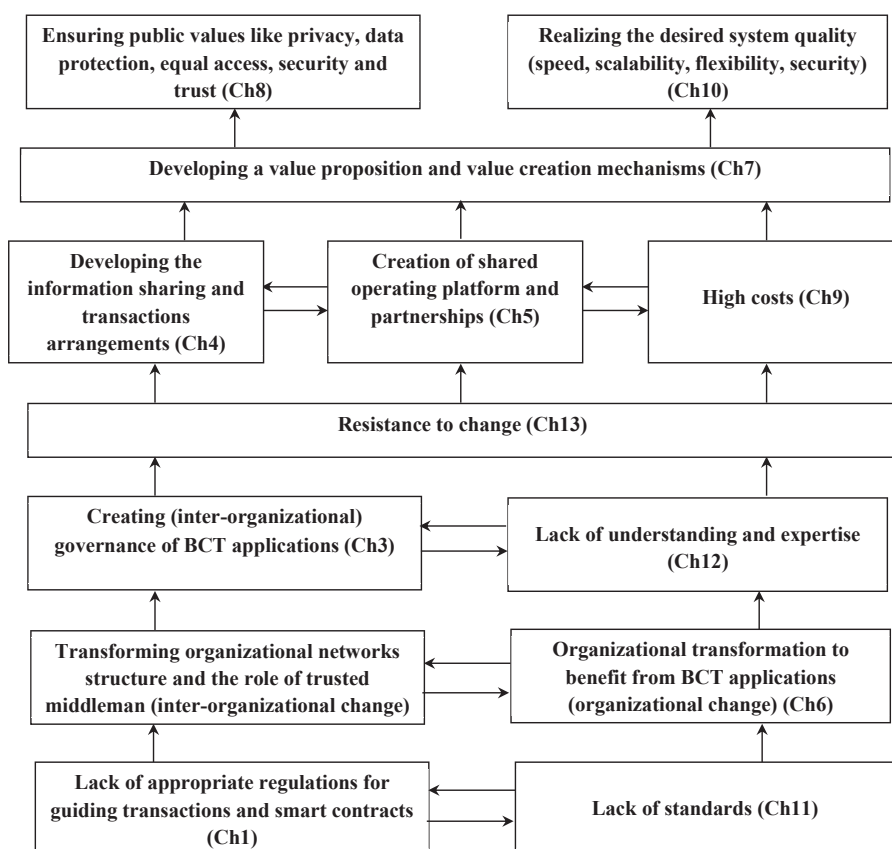 Ensuring public values like privacy, data
protection, equal access, security and
trust (Ch8)
Realizing the desired system quality
(speed, scalability, flexibility, security)
(Ch10)
Developing a value proposition and value creation mechanisms (Ch7)
Developing the
information sharing and
transactions
arrangements (Ch4)
Creation of shared
operating platform and
partnerships (Ch5)
High costs (Ch9)
Resistance to change (Ch13)
Creating (inter-organizational)
governance of BCT applications (Ch3)
Lack of understanding and expertise
(Ch12)
Transforming organizational networks
structure and the role of trusted
middleman (inter-organizational change)
Organizational transformation to
benefit from BCT applications
(organizational change) (Ch6)
Lack of appropriate regulations for
guiding transactions and smart contracts
(Ch1)
Lack of standards (Ch11)